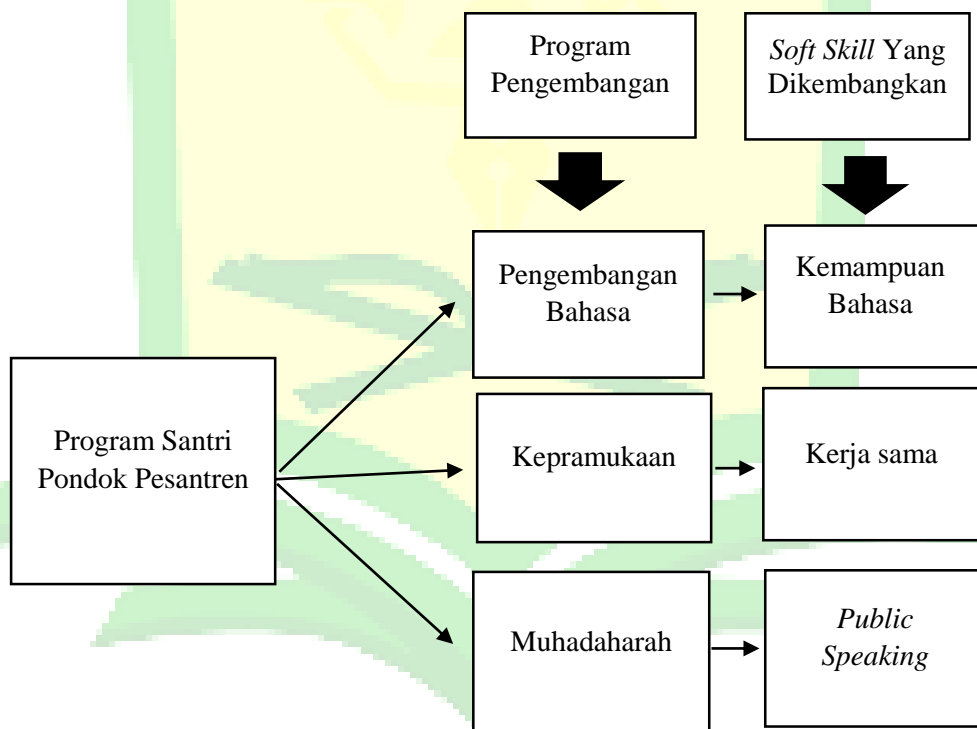 Program
Pengembangan
Soft Skill Yang
Dikembangkan
Pengembangan
Bahasa
Kemampuan
Bahasa
Program Santri
Pondok Pesantren
Kepramukaan
Kerja sama
Muhadaharah
Public
Speaking